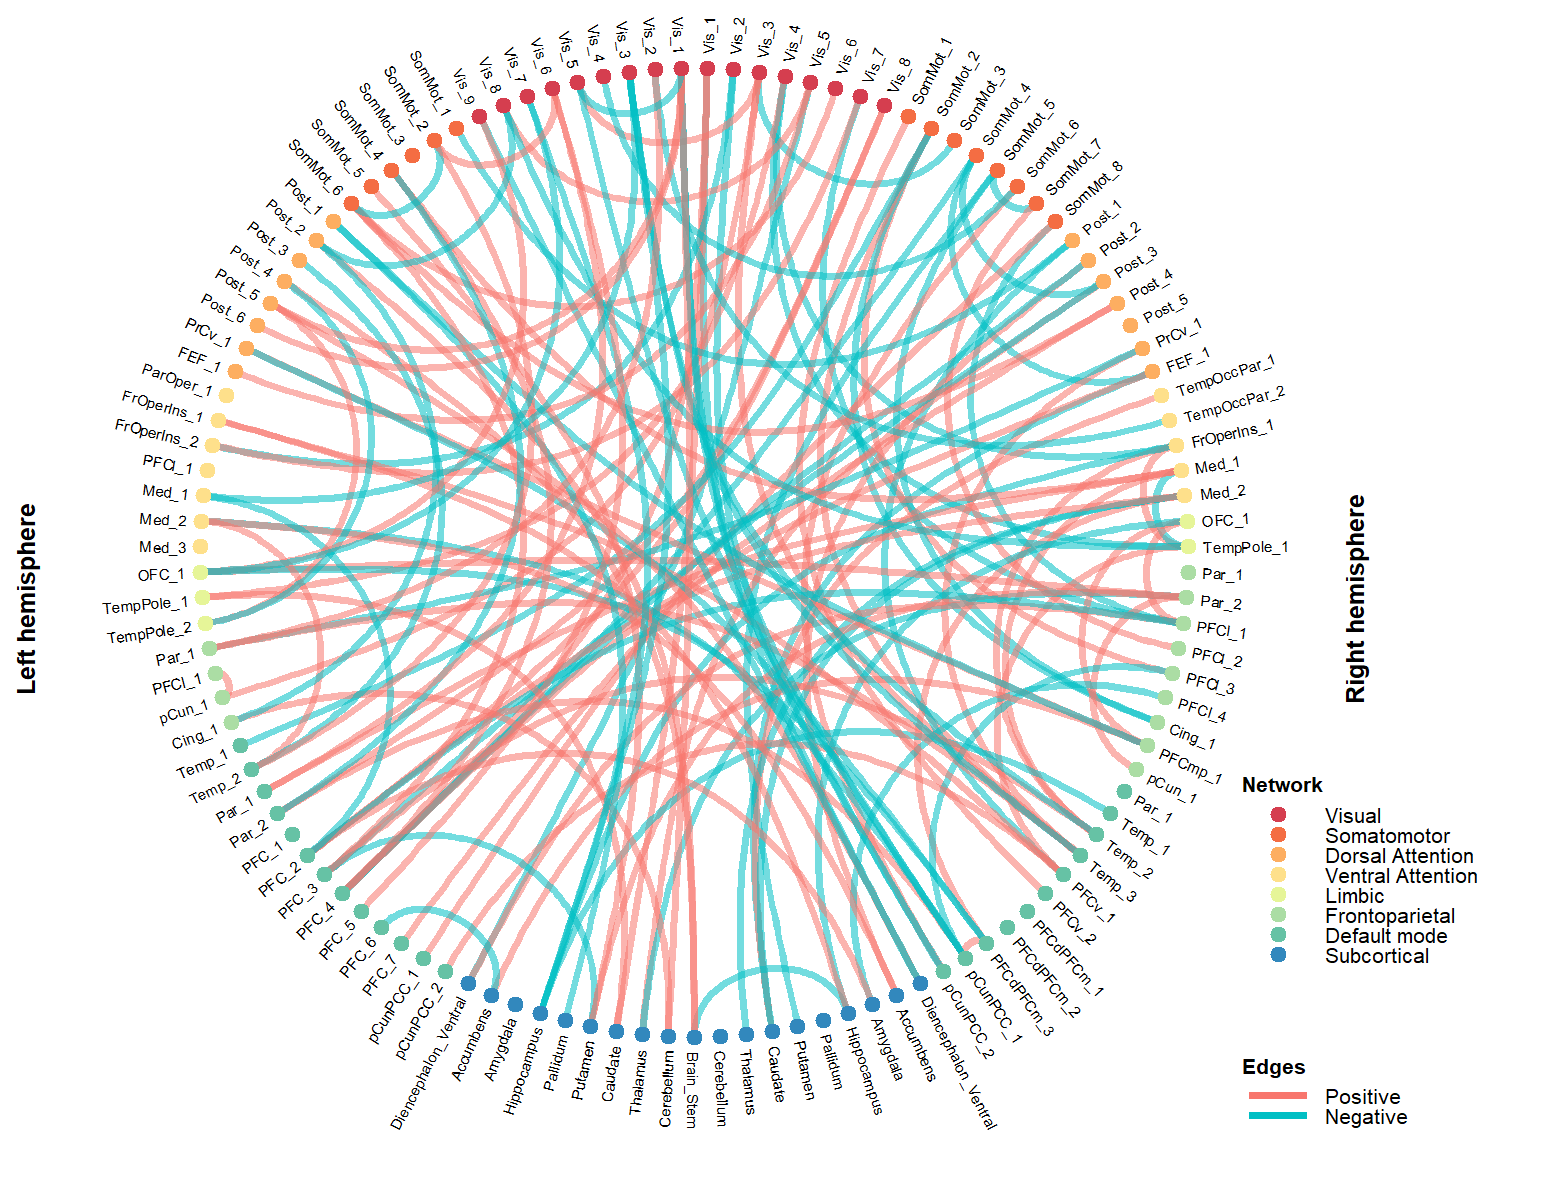 Left hemisphere
Right hemisphere
Vis_1
Vis_2
Vis_3
Vis_4
Vis_5
Vis_6
Vis_7
Vis_8
Vis_9
SomMot_1
SomMot_2
SomMot_3
SomMot_4
SomMot_5
SomMot_6
Post_1
Post_2
Post_3
Post_4
Post_5
Post_6
PrCv_1
FEF_1
ParOper_1
FrOperIns_1
FrOperIns_2
PFCl_1
Med_1
Med_2
Med_3
OFC_1
TempPole_1
TempPole_2
Par_1
PFCl_1
pCun_1
Cing_1
Temp_1
Temp_2
Par_1
Par_2
PFC_1
PFC_2
PFC_3
PFC_4
PFC_5
PFC_6
PFC_7
pCunPCC_1
pCunPCC_2
Diencephalon_Ventral
Accumbens
Amygdala
Hippocampus
Pallidum
Putamen
Caudate
Thalamus
Cerebellum
Brain_Stem
Vis_1
Vis_2
Vis_3
Vis_4
Vis_5
Vis_6
Vis_7
Vis_8
SomMot_1
SomMot_2
SomMot_3
SomMot_4
SomMot_5
SomMot_6
SomMot_7
SomMot_8
Post_1
Post_2
Post_3
Post_4
Post_5
PrCv_1
FEF_1
TempOccPar_1
TempOccPar_2
FrOperIns_1
Med_1
Med_2
OFC_1
TempPole_1
Par_1
Par_2
PFCl_1
PFCl_2
PFCl_3
PFCl_4
Cing_1
PFCmp_1
pCun_1
Par_1
Temp_1
Temp_2
Temp_3
PFCv_1
PFCv_2
PFCdPFCm_1
PFCdPFCm_2
PFCdPFCm_3
pCunPCC_1
pCunPCC_2
Diencephalon_Ventral
Accumbens
Amygdala
Hippocampus
Pallidum
Putamen
Caudate
Thalamus
Cerebellum
Network
Visual
Somatomotor
Dorsal Attention
Ventral Attention
Limbic
Frontoparietal
Default mode
Subcortical
Edges
Positive
Negative